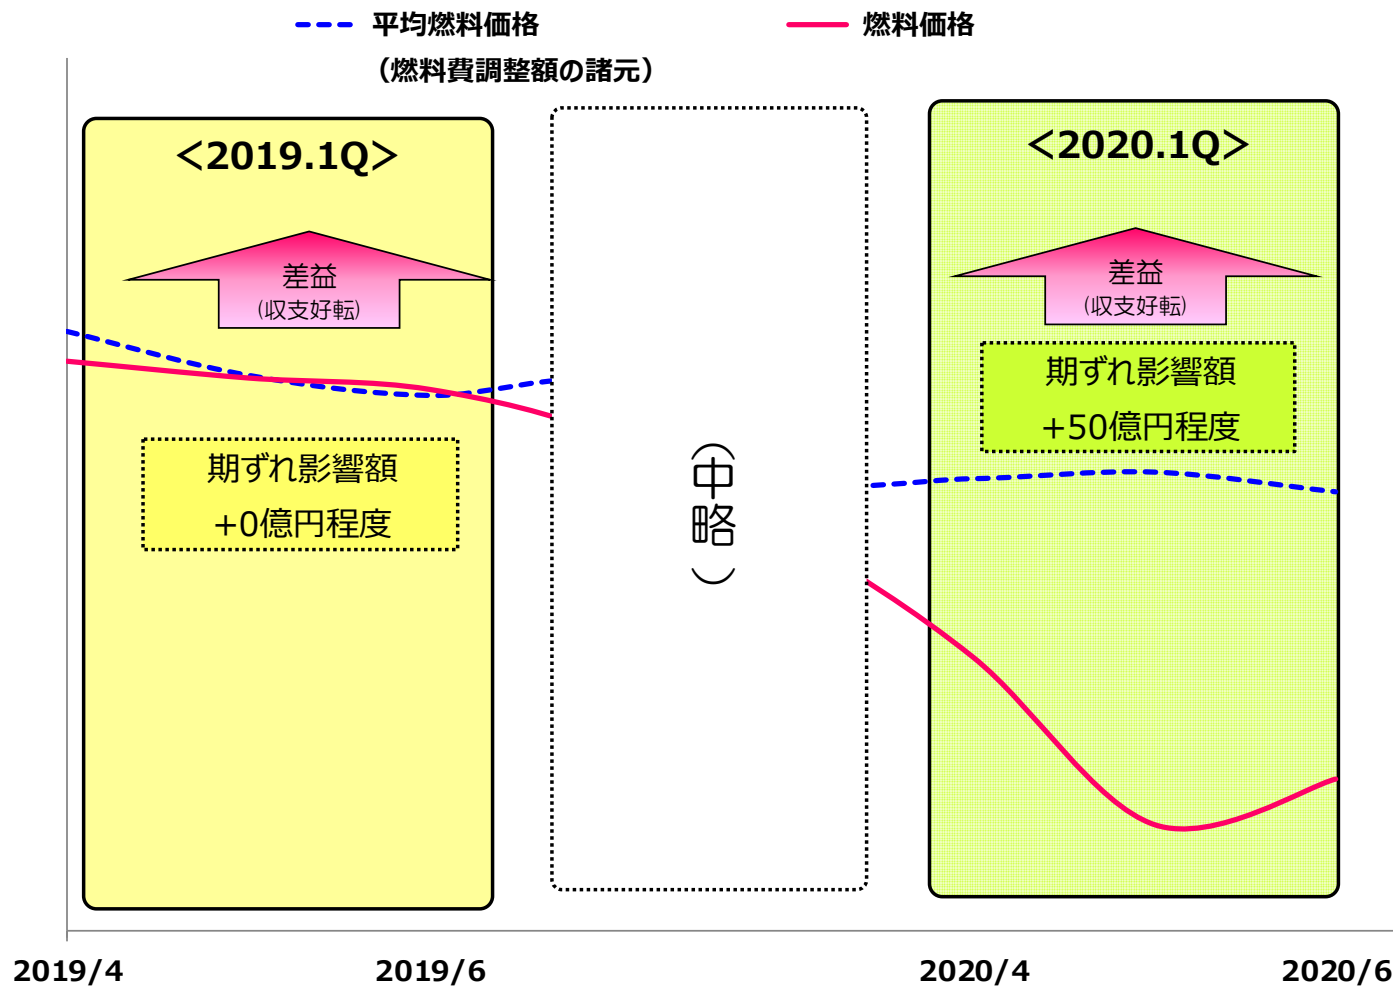 平均燃料価格
（燃料費調整額の諸元）
燃料価格
＜2019.1Q＞
差益
(収支好転)
期ずれ影響額
+0億円程度
（中略）
＜2020.1Q＞
差益
(収支好転)
期ずれ影響額
+50億円程度
2019/4
2019/6
2020/4
2020/6